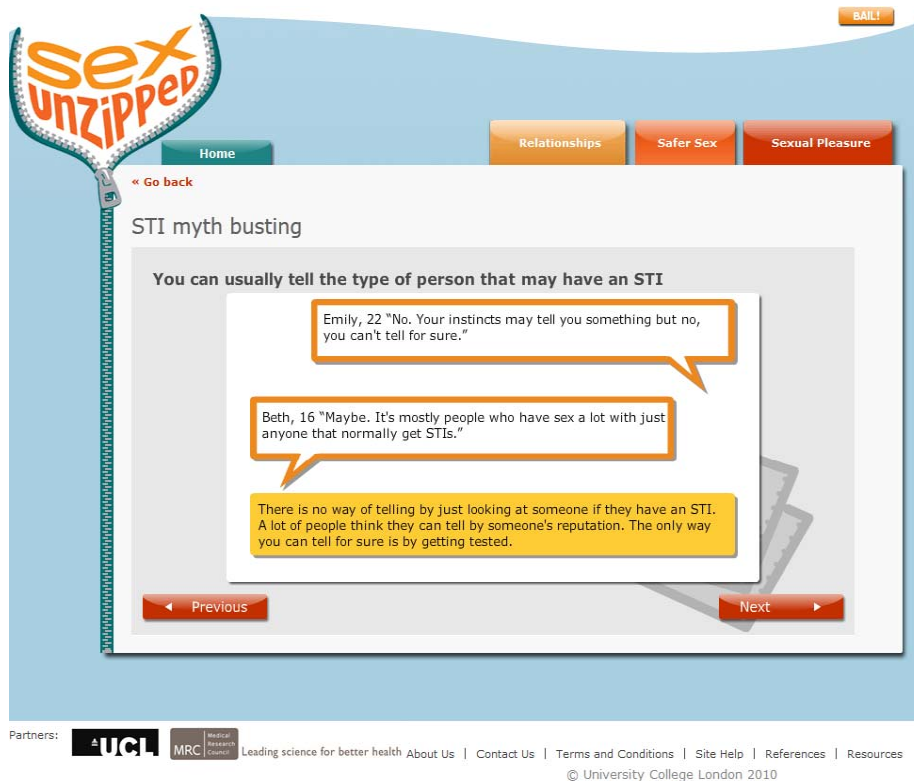 BAIL!
sex
unzipped
Home
Relationships
Safer Sex
Sexual Pleasure
« Go back
STI myth busting
You can usually tell the type of person that may have an STI
Emily, 22 “No. Your instincts may tell you something but no,
you can't tell for sure.”
Beth, 16 “Maybe. It's mostly people who have sex a lot with just
anyone that normally get STIs.”
There is no way of telling by just looking at someone if they have an STI.
A lot of people think they can tell by someone's reputation. The only way
you can tell for sure is by getting tested.
Previous
Next
Partners:
UCL
MRC
Medical
Research
Council
Leading science for better health
About Us | Contact Us | Terms and Conditions | Site Help | References | Resources
© University College London 2010